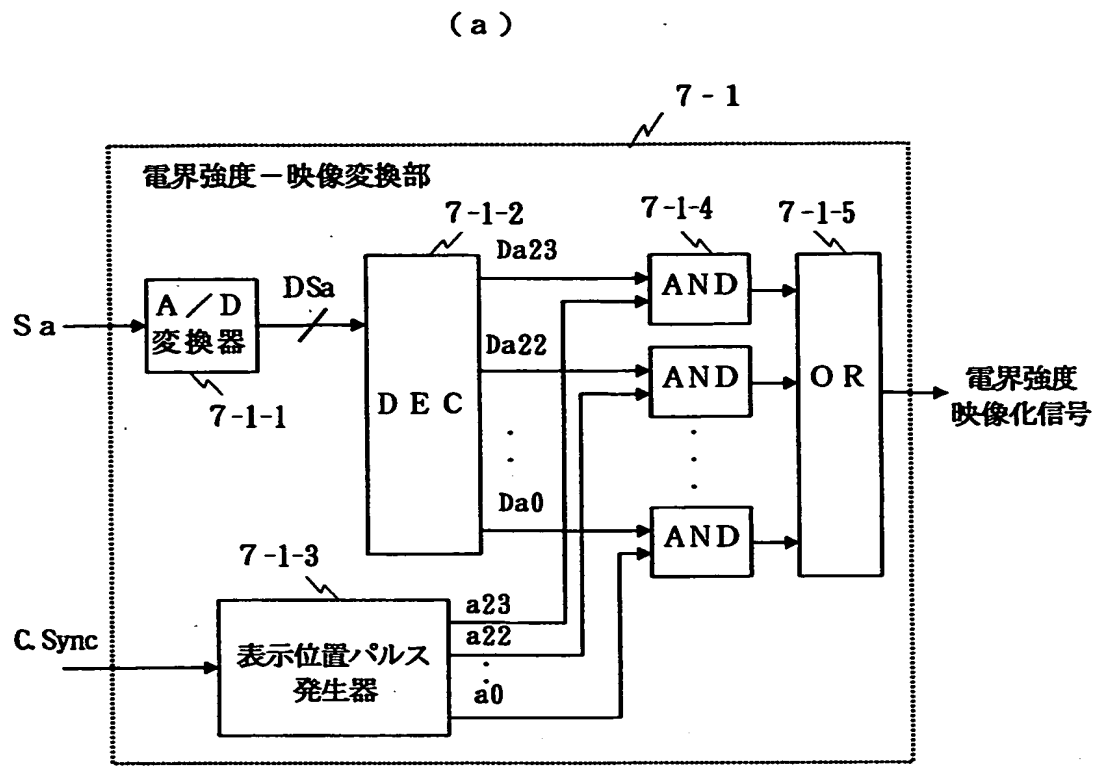 (a)
7-1
電界強度-映像変換部
7-1-2
7-1-4
7-1-5
Da23
AND
DSa
A/D
変換器
Sa
Da22
AND
OR
DEC
電界強度
映像化信号
7-1-1
Da0
AND
7-1-3
a23
C.Sync
a22
表示位置パルス
発生器
a0